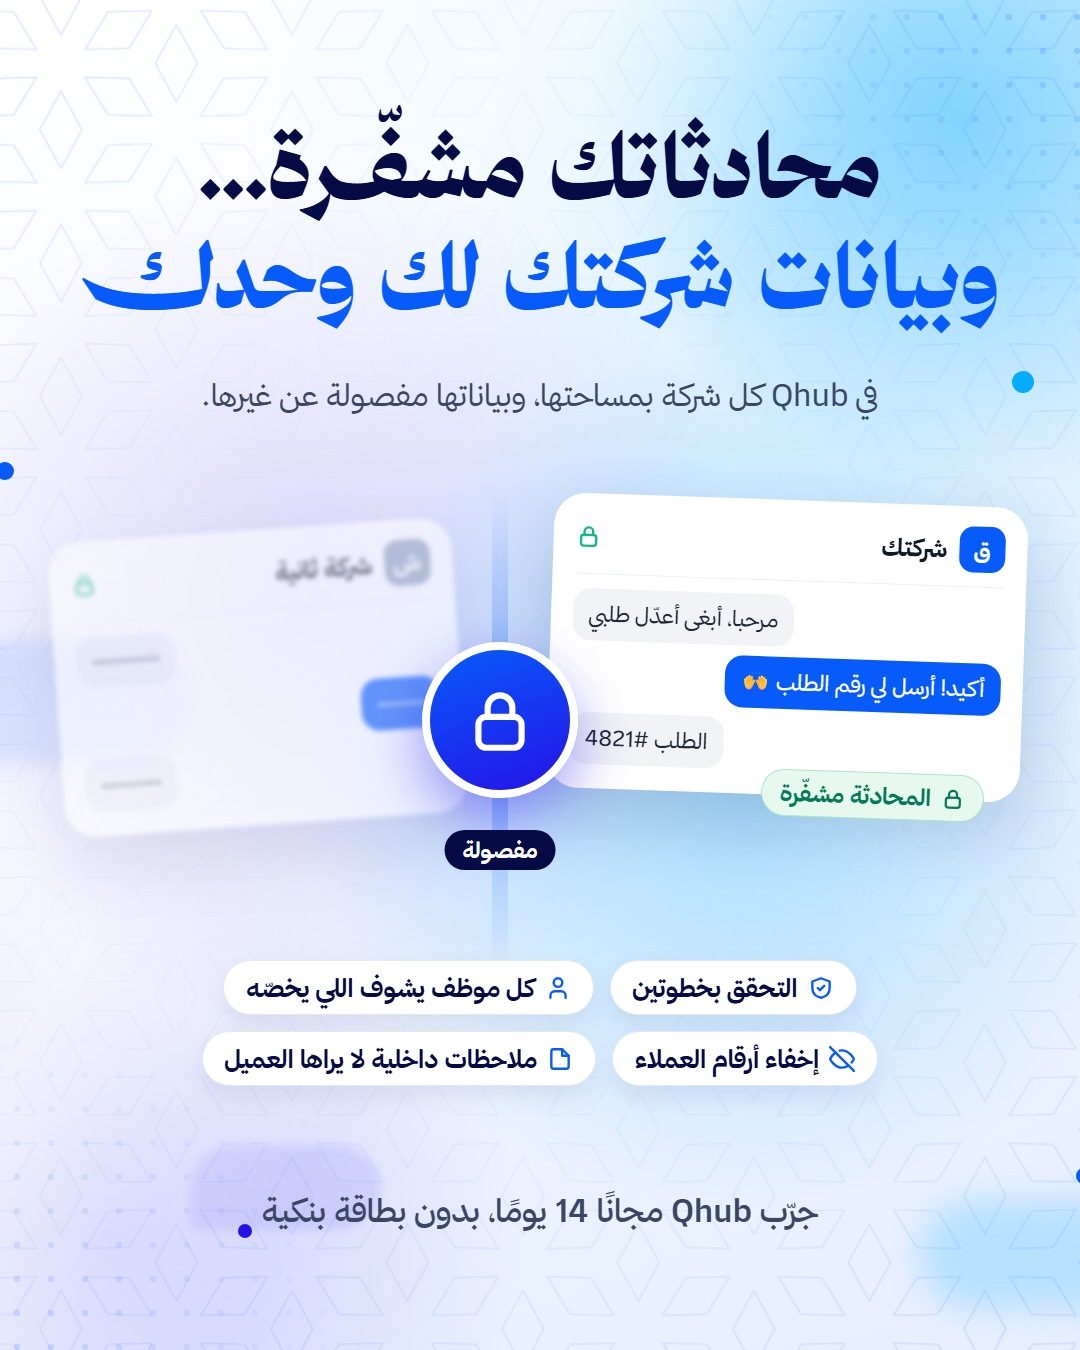 محادثاتك مشفّرة...
وبيانات شركتك لك وحدك
في Qhub كل شركة بمساحتها، وبياناتها مفصولة عن غيرها.
ق
شركتك
مرحبا، أبغى أعدّل طلبي
أكيد! أرسل لي رقم الطلب 🙌
الطلب #4821
المحادثة مشفّرة
ش
شركة ثانية
مفصولة
التحقق بخطوتين
كل موظف يشوف اللي يخصّه
إخفاء أرقام العملاء
ملاحظات داخلية لا يراها العميل
جرّب Qhub مجانًا 14 يومًا، بدون بطاقة بنكية